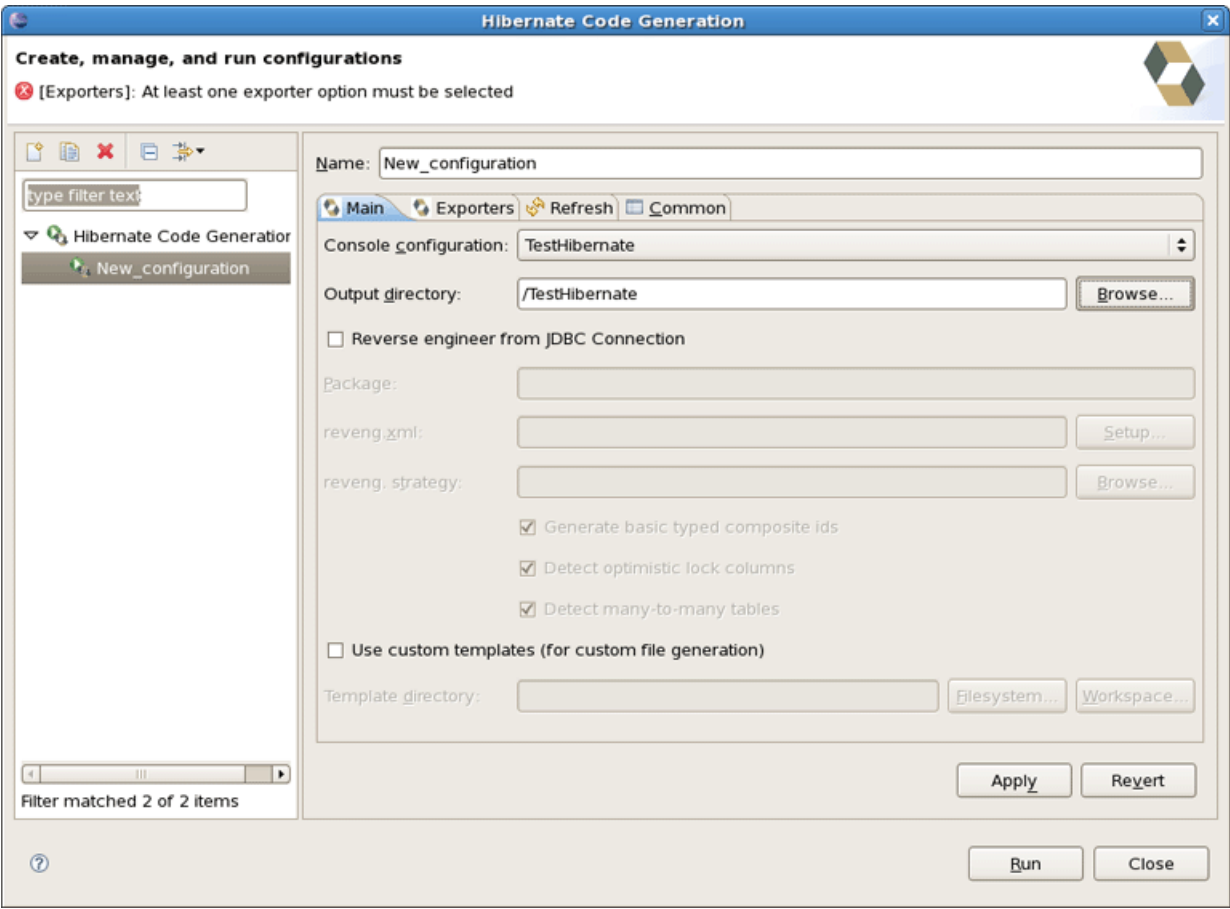 Hibernate Code Generation
Create, manage, and run configurations
[Exporters]: At least one exporter option must be selected
type filter text
Hibernate Code Generation
New_configuration
Filter matched 2 of 2 items
Name: New_configuration
Main Exporters Refresh Common
Console configuration: TestHibernate
Output directory: /TestHibernate Browse...
Reverse engineer from JDBC Connection
Package:
reveng.xml: Setup...
reveng. strategy: Browse...
Generate basic typed composite ids
Detect optimistic lock columns
Detect many-to-many tables
Use custom templates (for custom file generation)
Template directory: Filesystem... Workspace...
Apply Revert
Run Close